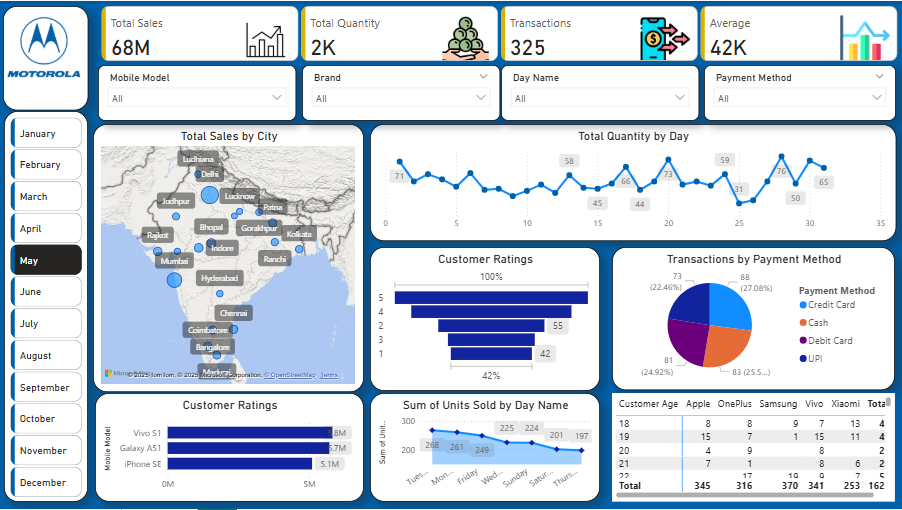 MOTOROLA
Total Sales
68M
Total Quantity
2K
Transactions
325
Average
42K
Mobile Model
All
Brand
All
Day Name
All
Payment Method
All
January
February
March
April
May
June
July
August
September
October
November
December
Total Sales by City
Ludhiana
Delhi
Lucknow
Jodhpur
Patna
Bhopal
Gorakhpur
Rajkot
Kolkata
Indore
Mumbai
Ranchi
Hyderabad
Chennai
Coimbatore
Bangalore
© 2025 TomTom, © 2025 Microsoft Corporation, © OpenStreetMap Terms
Total Quantity by Day
71
58
45
66
44
73
59
31
76
50
65
0 5 10 15 20 25 30 35
Customer Ratings
100%
5
4
2 55
3
1 42
42%
Transactions by Payment Method
73
(22.46%)
88
(27.08%)
81
(24.92%)
83 (25.5...)
Payment Method
Credit Card
Cash
Debit Card
UPI
Customer Ratings
Mobile Model
Vivo S1 5.8M
Galaxy A51 5.7M
iPhone SE 5.1M
0M 5M
Sum of Units Sold by Day Name
Sum of Unit...
300
200
268 261 249 225 224 201 197
Tues... Mon... Friday Wed... Sunday Satur... Thurs...
Customer Age Apple OnePlus Samsung Vivo Xiaomi Tota
18 8 8 9 7 13 4
19 15 7 1 15 11 4
20 4 9 8 2
21 7 1 8 6 2
22 17 19 9 7 5
Total 345 316 370 341 253 162